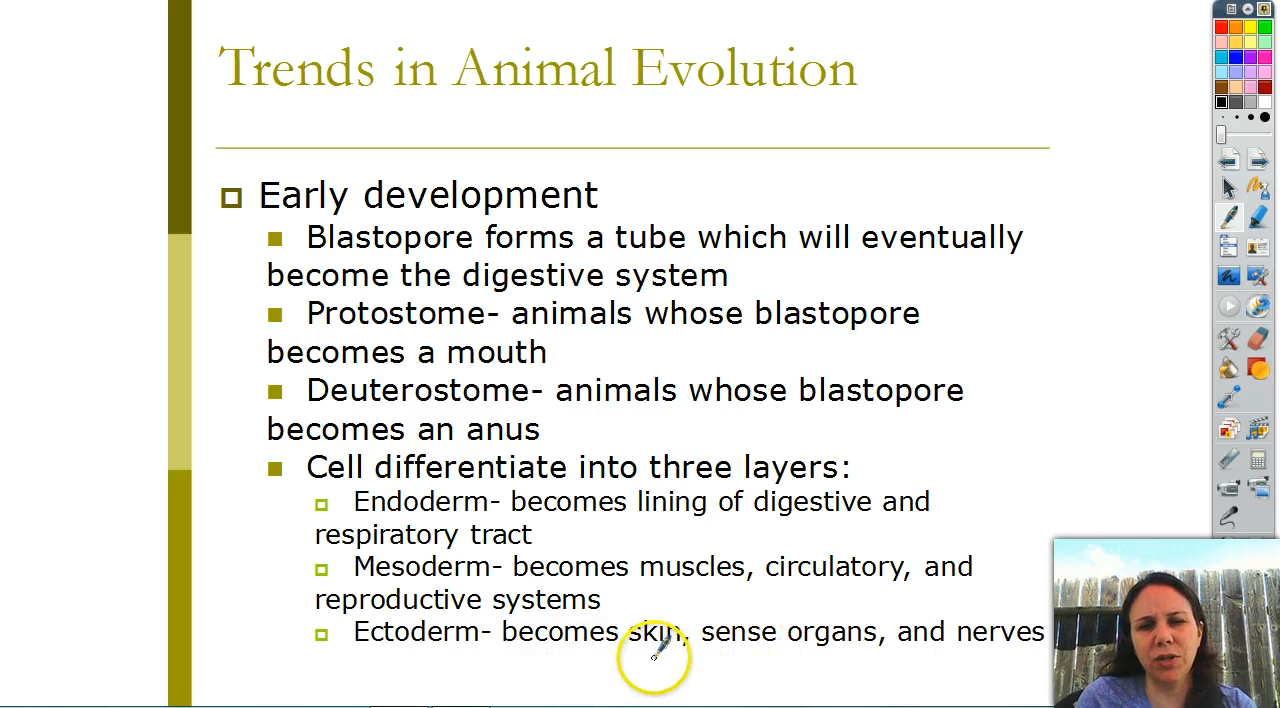 Trends in Animal Evolution
Early development
Blastopore forms a tube which will eventually
become the digestive system
Protostome- animals whose blastopore
becomes a mouth
Deuterostome- animals whose blastopore
becomes an anus
Cell differentiate into three layers:
Endoderm- becomes lining of digestive and
respiratory tract
Mesoderm- becomes muscles, circulatory, and
reproductive systems
Ectoderm- becomes skin, sense organs, and nerves